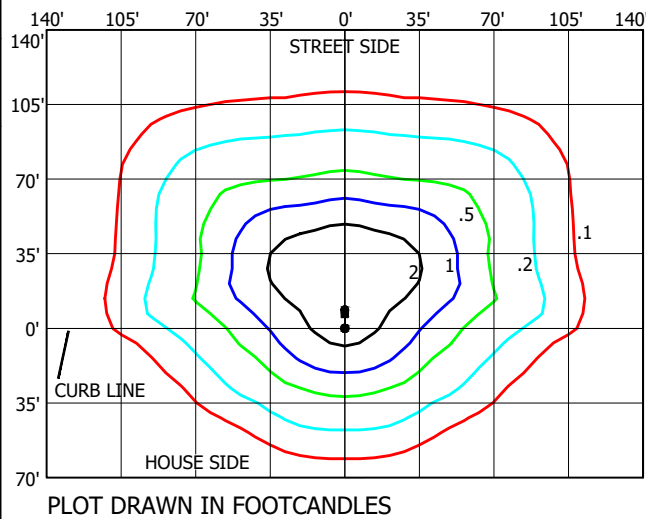 140' 105' 70' 35' 0' 35' 70' 105' 140'
140'
STREET SIDE
105'
70'
.5
.1
35'
2 1 .2
0'
CURB LINE
35'
HOUSE SIDE
70'
PLOT DRAWN IN FOOTCANDLES